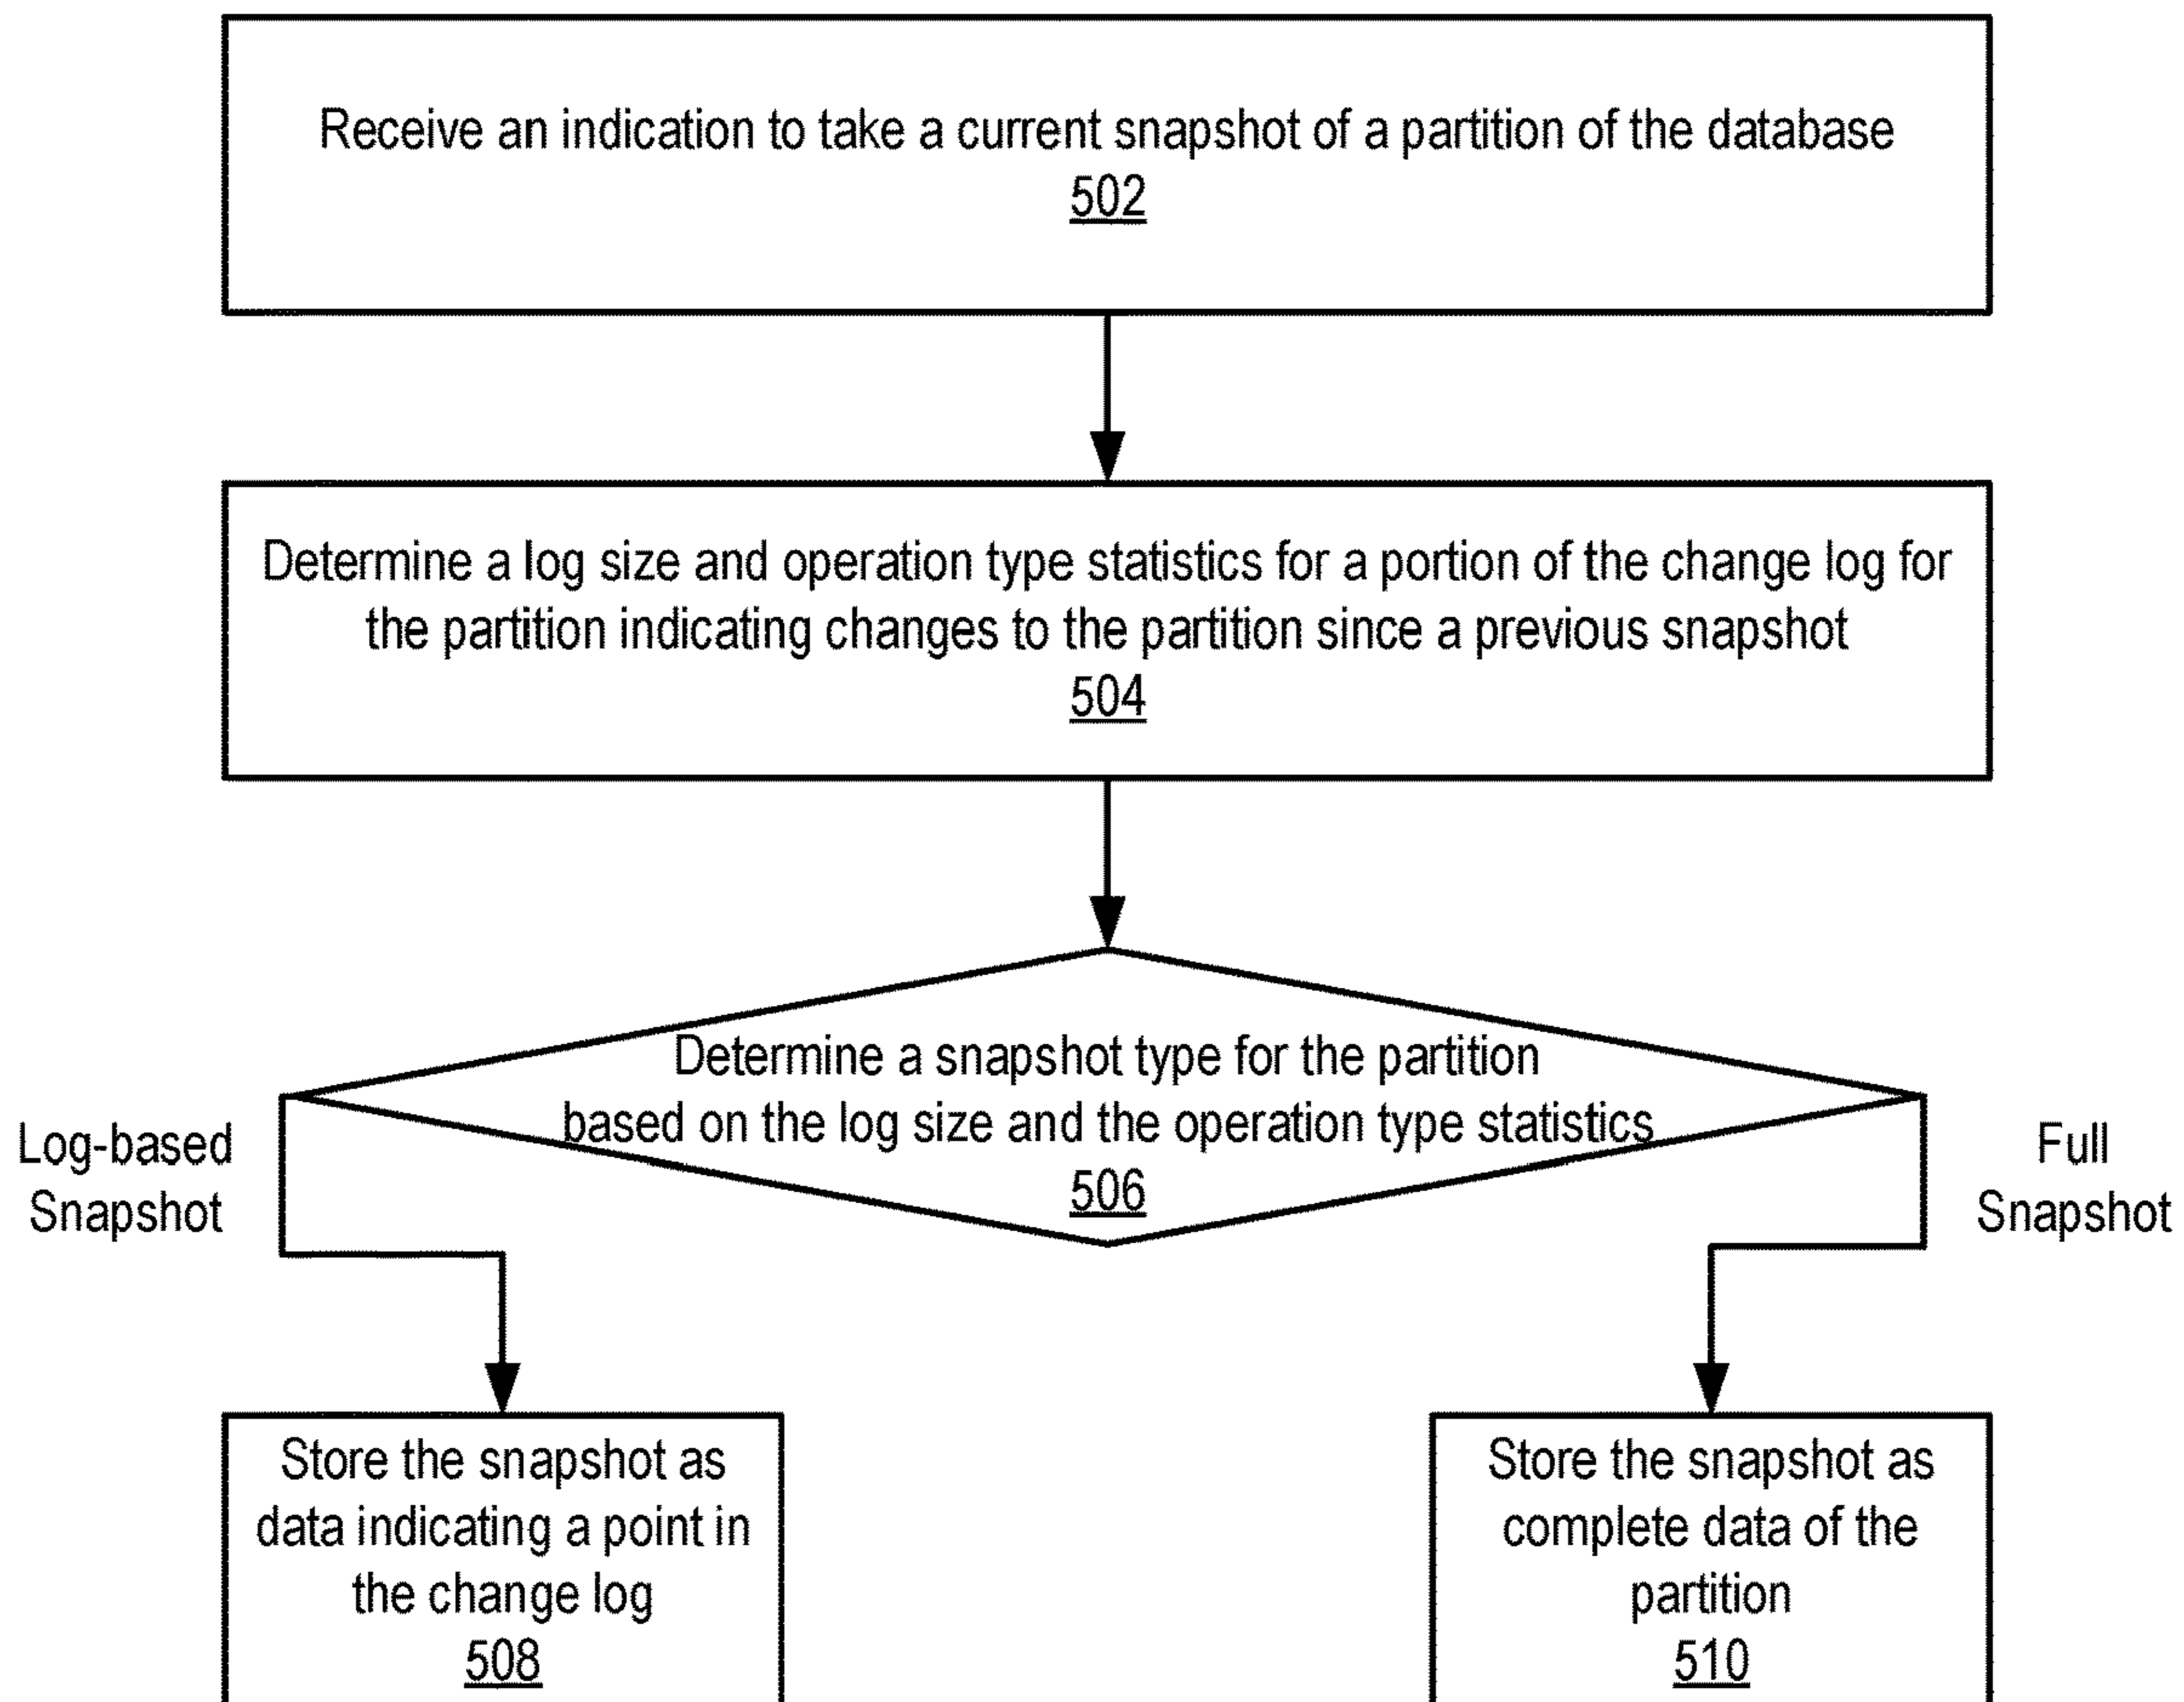 Receive an indication to take a current snapshot of a partition of the database
502
Determine a log size and operation type statistics for a portion of the change log for
the partition indicating changes to the partition since a previous snapshot
504
Determine a snapshot type for the partition
based on the log size and the operation type statistics
506
Log-based
Snapshot
Full
Snapshot
Store the snapshot as
data indicating a point in
the change log
508
Store the snapshot as
complete data of the
partition
510